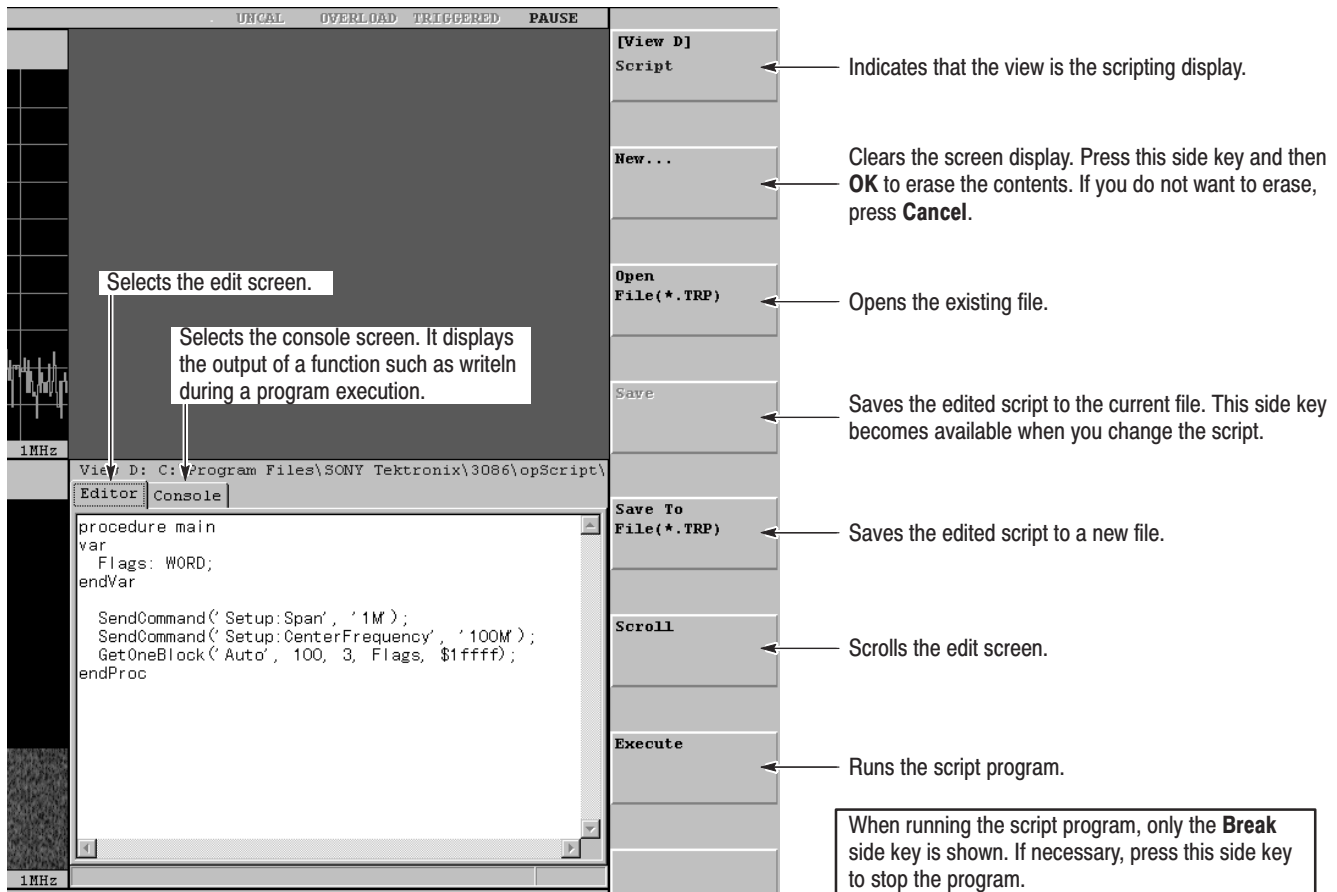 UNCAL OVERLOAD TRIGGERED PAUSE
[View D]
Script
Indicates that the view is the scripting display.
New...
Clears the screen display. Press this side key and then
OK to erase the contents. If you do not want to erase,
press Cancel.
Selects the edit screen.
Open
File(*.TRP)
Opens the existing file.
Selects the console screen. It displays
the output of a function such as writeln
during a program execution.
Save
Saves the edited script to the current file. This side key
becomes available when you change the script.
1MHz
View D: C:\Program Files\SONY Tektronix\3086\opScript\
Editor Console
procedure main
var
Flags: WORD;
endVar
SendCommand('Setup:Span', '1M');
SendCommand('Setup:CenterFrequency', '100M');
GetOneBlock('Auto', 100, 3, Flags, $1ffff);
endProc
Save To
File(*.TRP)
Saves the edited script to a new file.
Scroll
Scrolls the edit screen.
Execute
Runs the script program.
When running the script program, only the Break
side key is shown. If necessary, press this side key
to stop the program.
1MHz